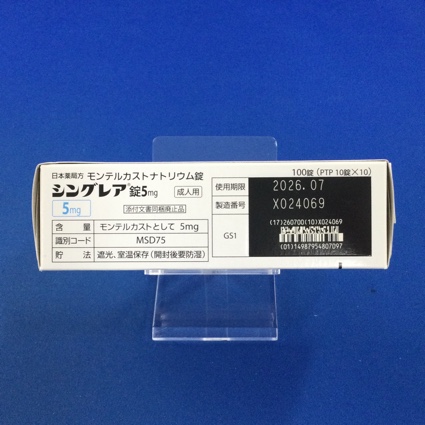 日本薬局方 モンテルカストナトリウム錠
シングレア®錠5mg 成人用
5mg
添付文書同梱廃止品
含量 モンテルカストとして 5mg
識別コード MSD75
貯法 遮光、室温保存（開封後要防湿）
100錠（PTP 10錠×10）
使用期限 2026.07
製造番号 X024069
GS1
(17)260700(10)X024069
(01)14987954807097